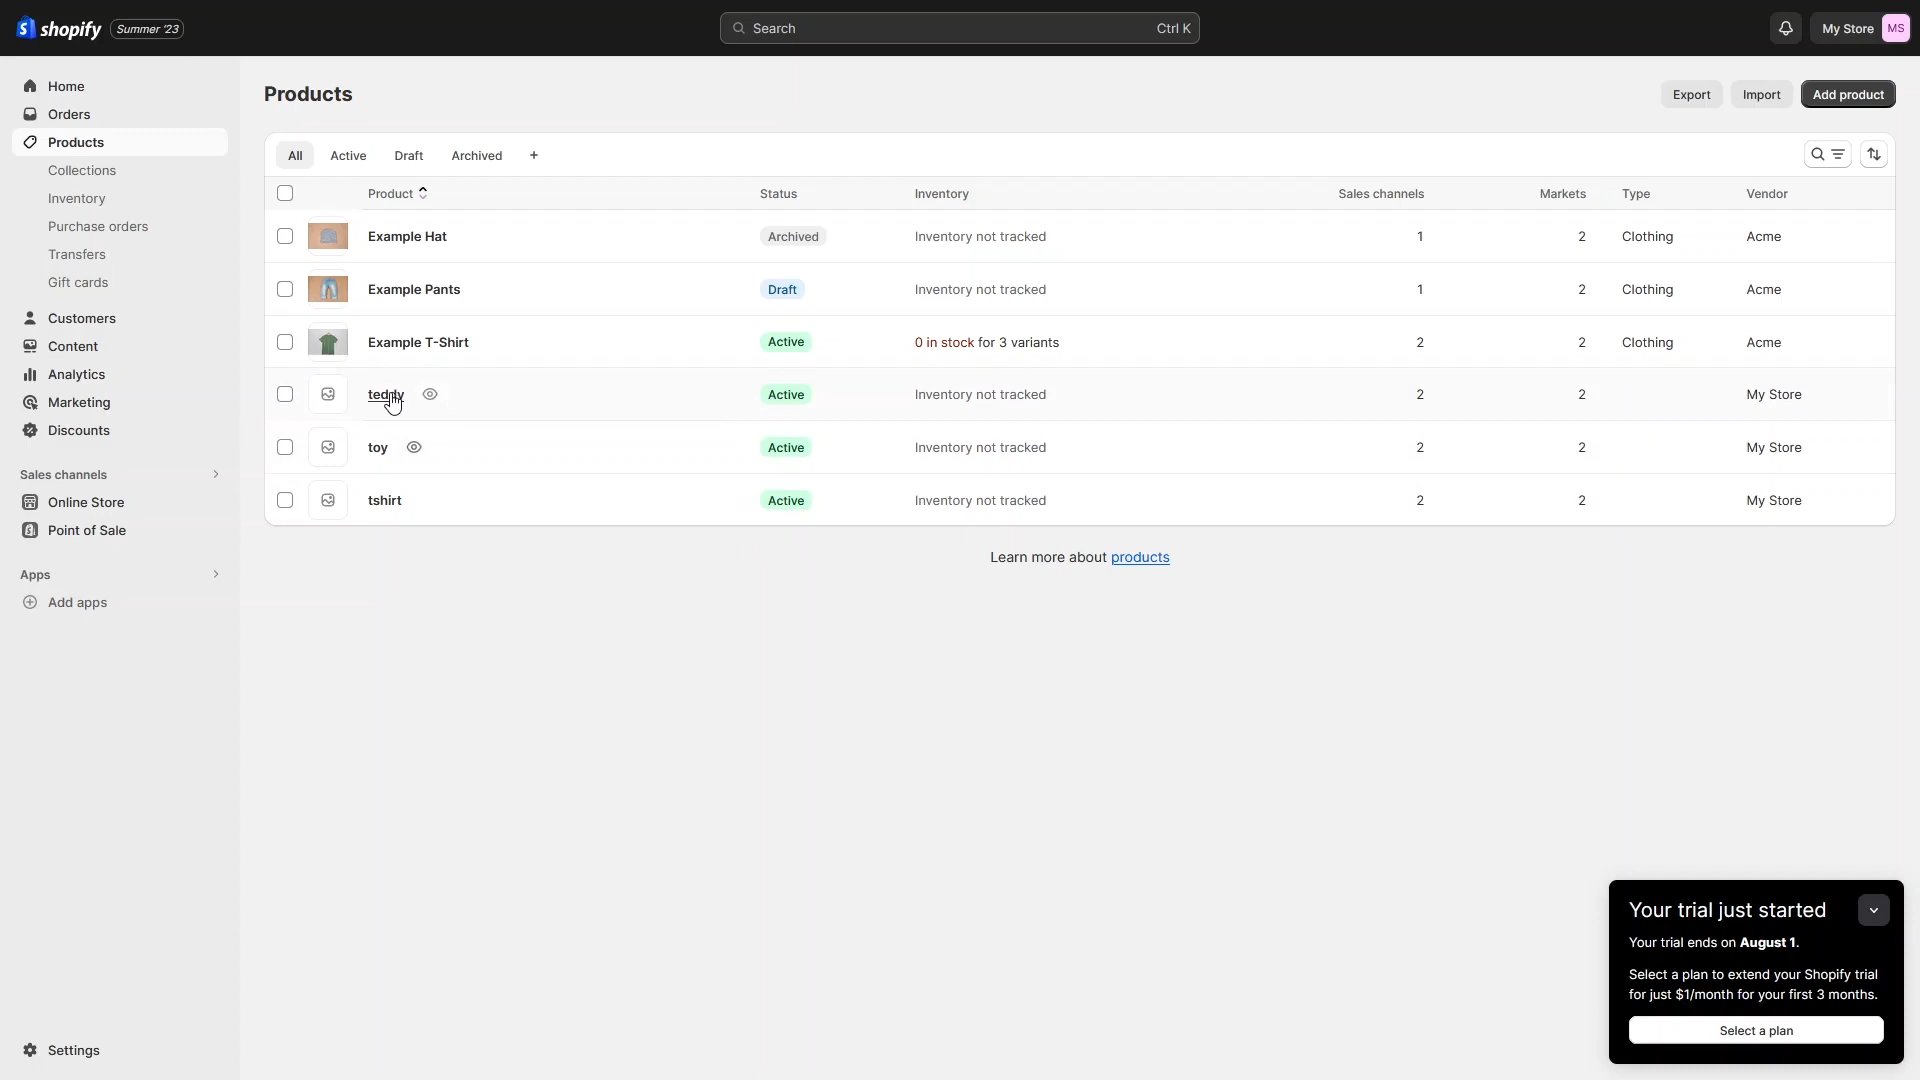 shopify Summer '23
Search Ctrl K
My Store MS
Home
Orders
Products
Collections
Inventory
Purchase orders
Transfers
Gift cards
Customers
Content
Analytics
Marketing
Discounts
Sales channels
Online Store
Point of Sale
Apps
Add apps
Settings
Products
Export Import Add product
All Active Draft Archived +
Product Status Inventory Sales channels Markets Type Vendor
Example Hat Archived Inventory not tracked 1 2 Clothing Acme
Example Pants Draft Inventory not tracked 1 2 Clothing Acme
Example T-Shirt Active 0 in stock for 3 variants 2 2 Clothing Acme
teddy Active Inventory not tracked 2 2 My Store
toy Active Inventory not tracked 2 2 My Store
tshirt Active Inventory not tracked 2 2 My Store
Learn more about products
Your trial just started
Your trial ends on August 1.
Select a plan to extend your Shopify trial
for just $1/month for your first 3 months.
Select a plan